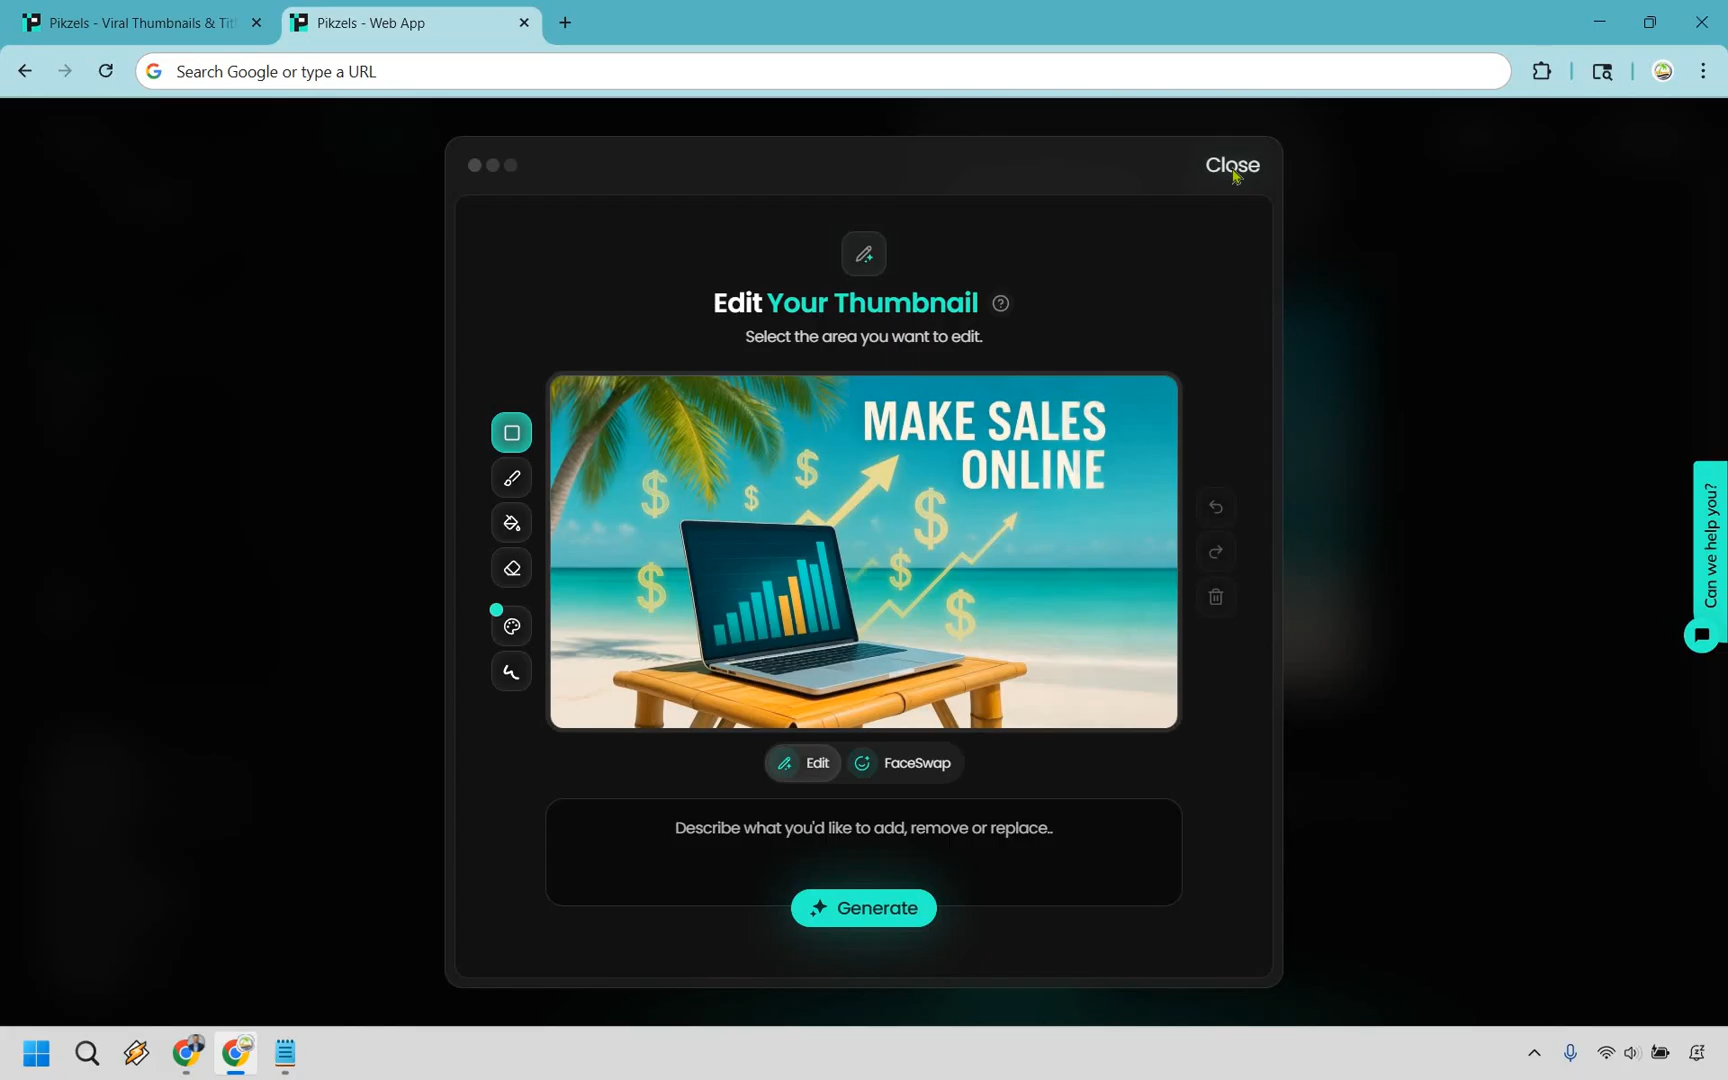 Pikzels - Viral Thumbnails & Tit
Pikzels - Web App
Search Google or type a URL
Close
Edit Your Thumbnail
Select the area you want to edit.
MAKE SALES
ONLINE
$ $ $ $ $ $ $
Edit
FaceSwap
Describe what you'd like to add, remove or replace..
Generate
Can we help you?